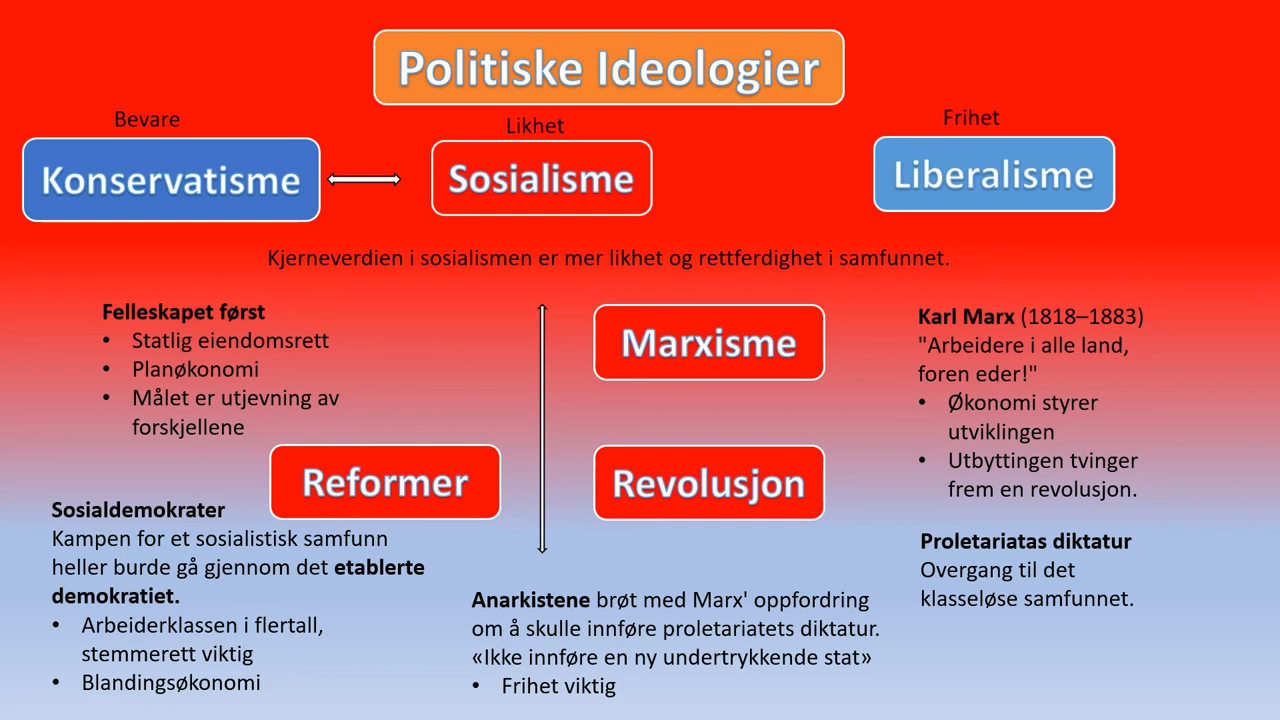 Politiske Ideologier
Bevare
Likhet
Frihet
Konservatisme
Sosialisme
Liberalisme
Kjerneverdien i sosialismen er mer likhet og rettferdighet i samfunnet.
Felleskapet først
• Statlig eiendomsrett
• Planøkonomi
• Målet er utjevning av
forskjellene
Marxisme
Karl Marx (1818–1883)
"Arbeidere i alle land,
foren eder!"
• Økonomi styrer
utviklingen
• Utbyttingen tvinger
frem en revolusjon.
Reformer
Revolusjon
Sosialdemokrater
Kampen for et sosialistisk samfunn
heller burde gå gjennom det etablerte
demokratiet.
• Arbeiderklassen i flertall,
stemmerett viktig
• Blandingsøkonomi
Anarkistene brøt med Marx' oppfordring
om å skulle innføre proletariatets diktatur.
«Ikke innføre en ny undertrykkende stat»
• Frihet viktig
Proletariatas diktatur
Overgang til det
klasseløse samfunnet.